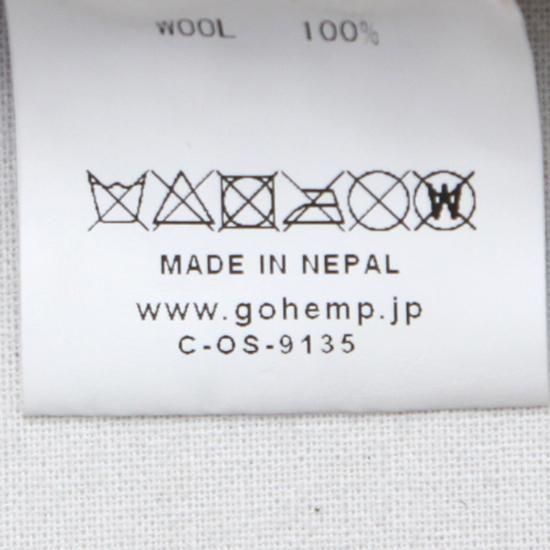 WOOL 100%
W
MADE IN NEPAL
www.gohemp.jp
C-OS-9135